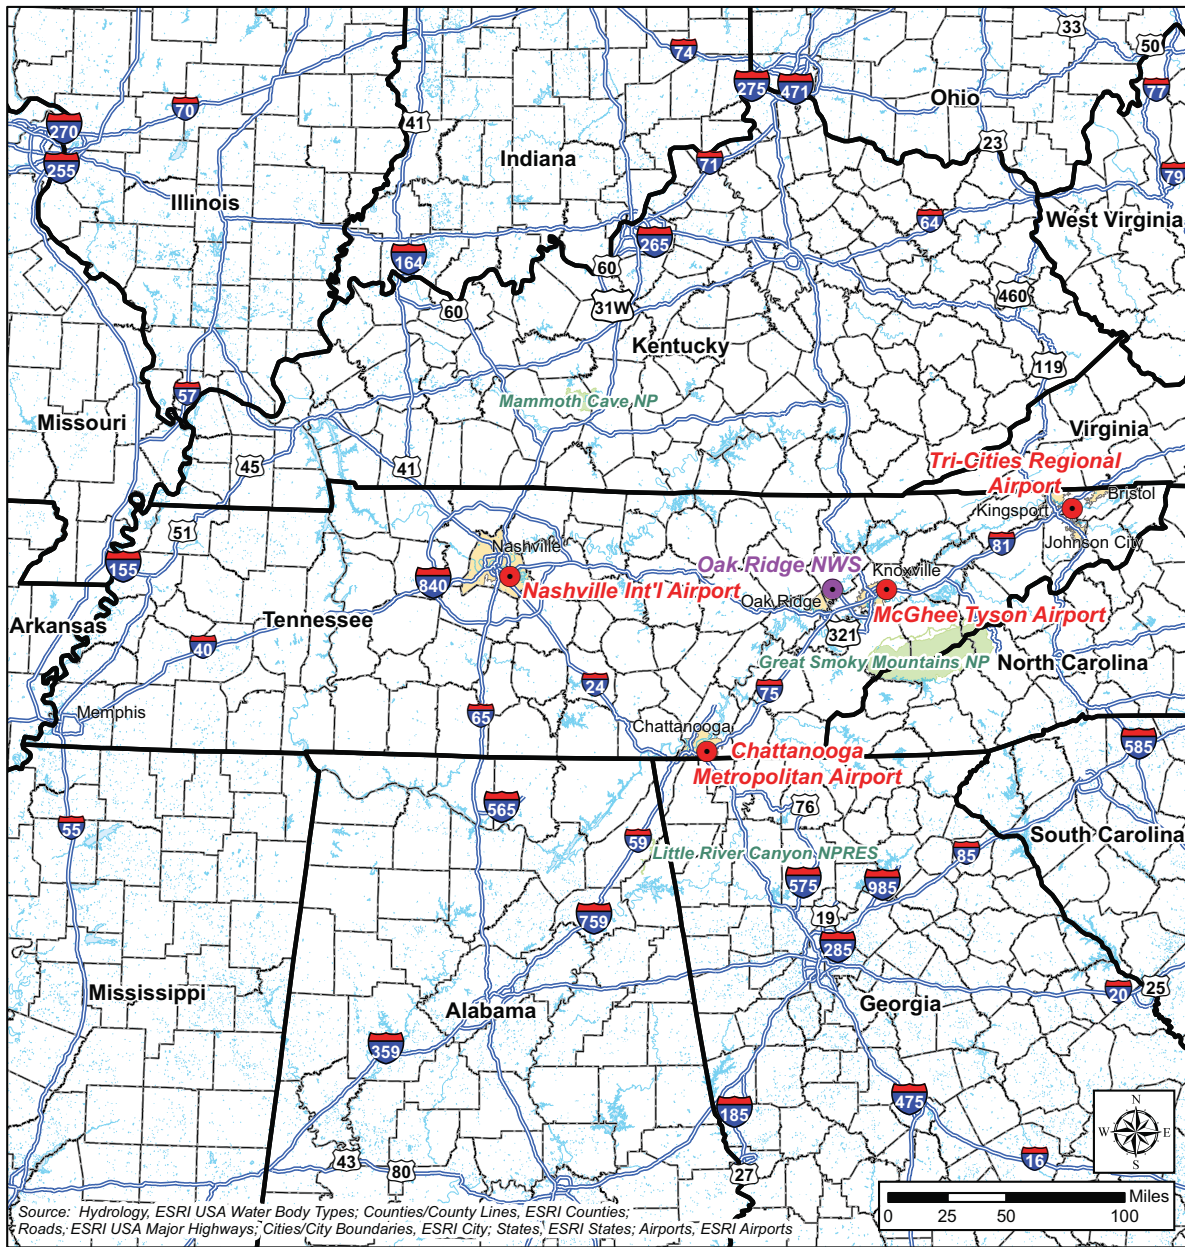 33
50
74
275
471
77
Ohio
70
41
270
23
Indiana
71
255
79
Illinois
64
West Virginia
265
164
60
460
60
31W
Kentucky
119
57
Mammoth Cave NP
Missouri
Virginia
Tri-Cities Regional
Airport
45
41
Bristol
Kingsport
51
Johnson City
81
Nashville
155
Oak Ridge NWS
Knoxville
840
Nashville Int'l Airport
Oak Ridge
McGhee Tyson Airport
Arkansas
Tennessee
321
40
Great Smoky Mountains NP
North Carolina
24
75
Memphis
65
Chattanooga
585
Chattanooga
Metropolitan Airport
565
76
55
59
South Carolina
Little River Canyon NPRES
85
575
985
759
19
285
Mississippi
20
25
Alabama
Georgia
359
475
185
N
W
E
S
43
80
27
16
Source: Hydrology, ESRI USA Water Body Types; Counties/County Lines, ESRI Counties;
Roads, ESRI USA Major Highways; Cities/City Boundaries, ESRI City; States, ESRI States; Airports, ESRI Airports
Miles
0 25 50 100